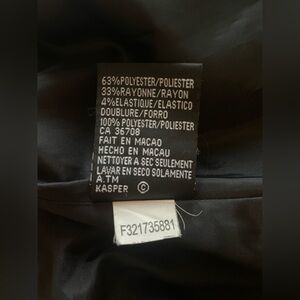 63%POLYESTER/POLIESTER
33%RAYONNE/RAYON
4%ELASTIQUE/ELASTICO
DOUBLURE/FORRO
100%POLYESTER/POLIESTER
CA 36708
FAIT EN MACAO
HECHO EN MACAU
NETTOYER A SEC SEULEMENT
LAVAR EN SECO SOLAMENTE
A.TM
KASPER ©
F321735881